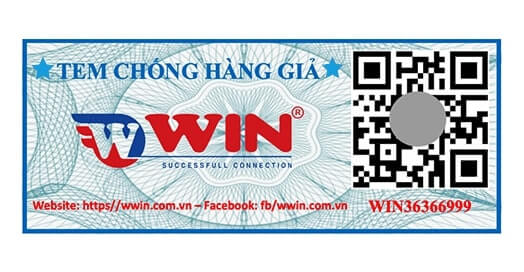 TEM CHỐNG HÀNG GIẢ
W WIN®
SUCCESSFULL CONNECTION
Website: https//wwin.com.vn – Facebook: fb/wwin.com.vn
WIN36366999